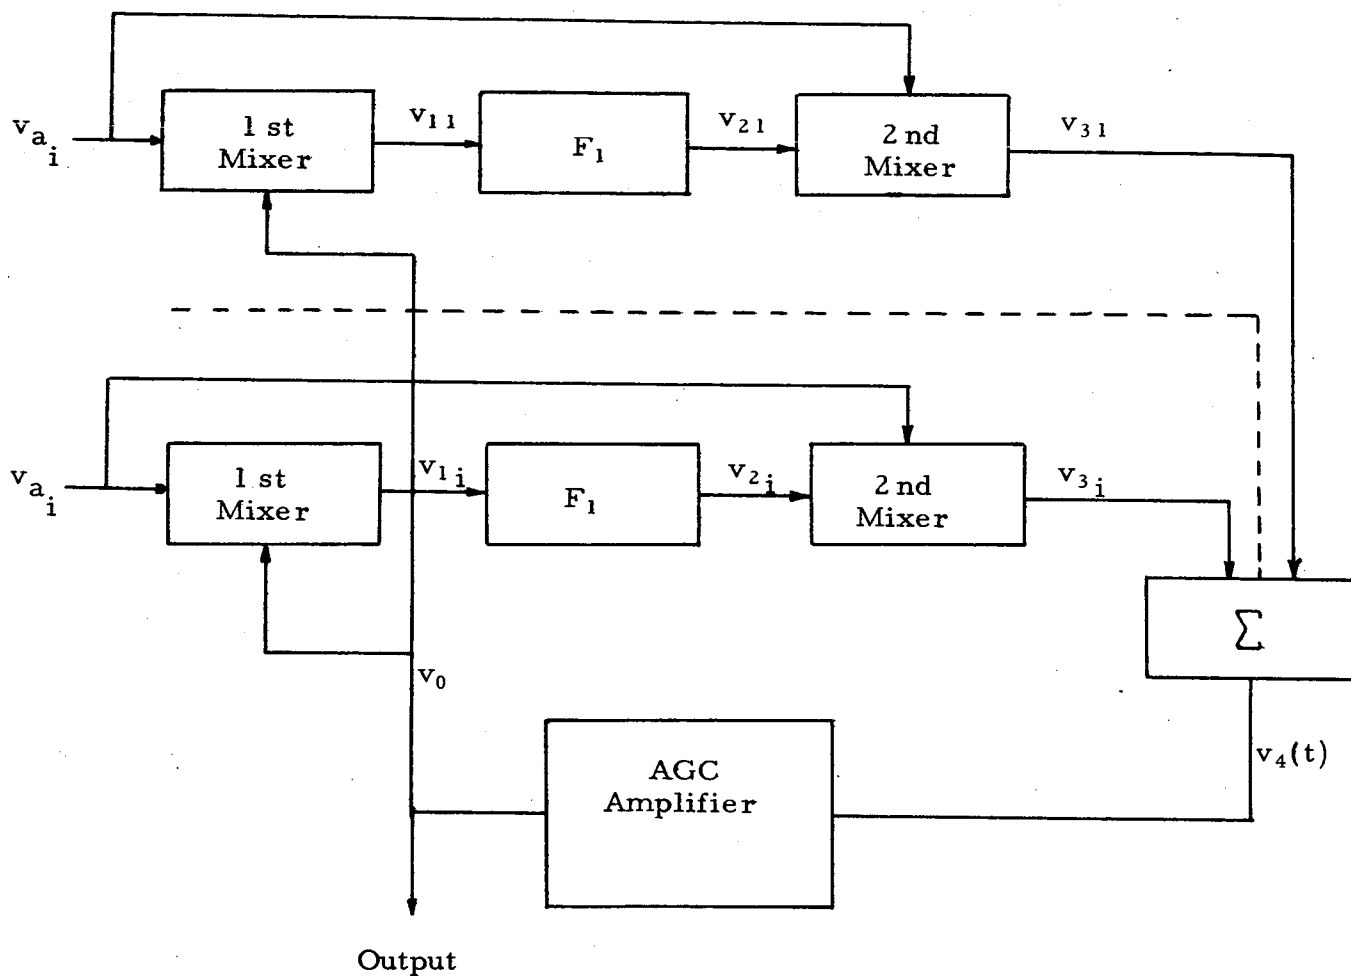 v_{a_i}
1 st
Mixer
v_{11}
F_1
v_{21}
2 nd
Mixer
v_{31}
v_{a_i}
1 st
Mixer
v_{1_i}
F_1
v_{2_i}
2 nd
Mixer
v_{3_i}
Σ
v_0
AGC
Amplifier
v_4(t)
Output